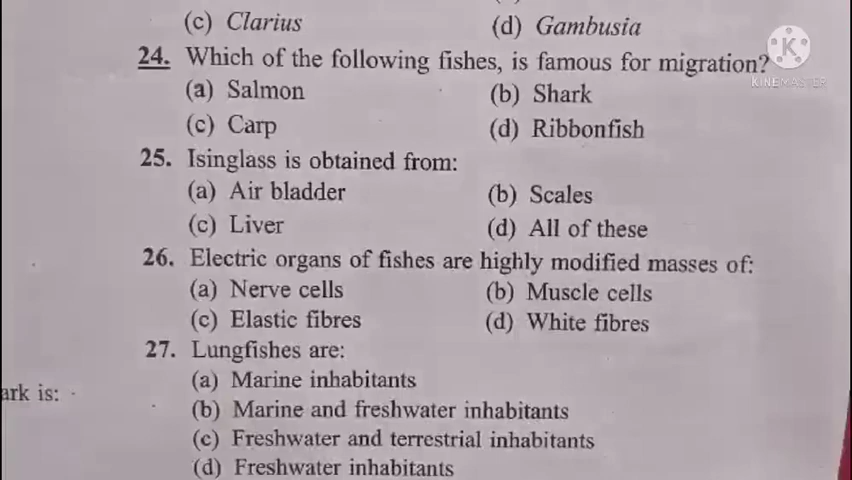 (c) Clarius (d) Gambusia
24. Which of the following fishes, is famous for migration?
(a) Salmon (b) Shark
(c) Carp (d) Ribbonfish
25. Isinglass is obtained from:
(a) Air bladder (b) Scales
(c) Liver (d) All of these
26. Electric organs of fishes are highly modified masses of:
(a) Nerve cells (b) Muscle cells
(c) Elastic fibres (d) White fibres
27. Lungfishes are:
(a) Marine inhabitants
(b) Marine and freshwater inhabitants
(c) Freshwater and terrestrial inhabitants
(d) Freshwater inhabitants
ark is:
K
KINEMASTER